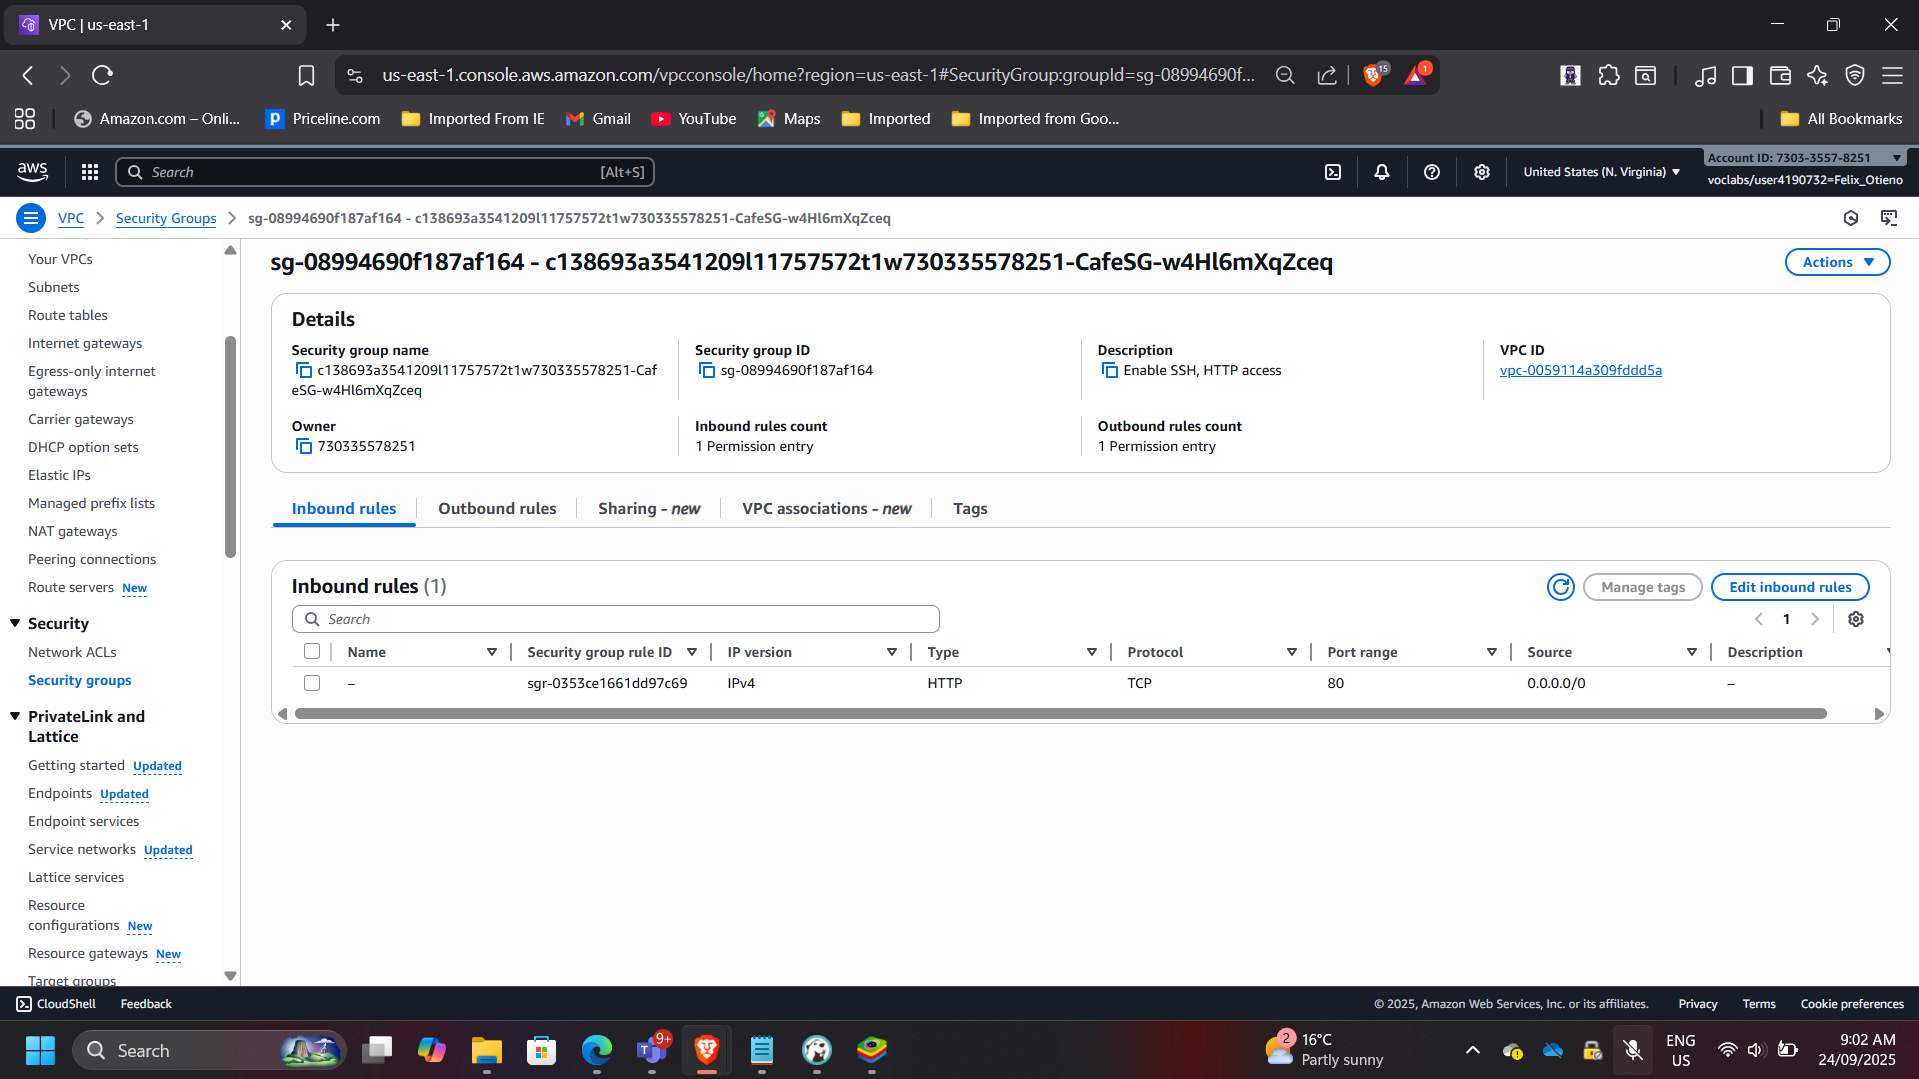 VPC | us-east-1
us-east-1.console.aws.amazon.com/vpcconsole/home?region=us-east-1#SecurityGroup:groupId=sg-08994690f...
15
1
Amazon.com – Onli...
Priceline.com
Imported From IE
Gmail
YouTube
Maps
Imported
Imported from Goo...
All Bookmarks
aws
Search
[Alt+S]
United States (N. Virginia)
Account ID: 7303-3557-8251
voclabs/user4190732=Felix_Otieno
VPC
Security Groups
sg-08994690f187af164 - c138693a3541209l11757572t1w730335578251-CafeSG-w4Hl6mXqZceq
Your VPCs
Subnets
Route tables
Internet gateways
Egress-only internet
gateways
Carrier gateways
DHCP option sets
Elastic IPs
Managed prefix lists
NAT gateways
Peering connections
Route servers New
Security
Network ACLs
Security groups
PrivateLink and
Lattice
Getting started Updated
Endpoints Updated
Endpoint services
Service networks Updated
Lattice services
Resource
configurations New
Resource gateways New
Target groups
sg-08994690f187af164 - c138693a3541209l11757572t1w730335578251-CafeSG-w4Hl6mXqZceq
Actions
Details
Security group name
c138693a3541209l11757572t1w730335578251-Caf
eSG-w4Hl6mXqZceq
Security group ID
sg-08994690f187af164
Description
Enable SSH, HTTP access
VPC ID
vpc-0059114a309fddd5a
Owner
730335578251
Inbound rules count
1 Permission entry
Outbound rules count
1 Permission entry
Inbound rules
Outbound rules
Sharing - new
VPC associations - new
Tags
Inbound rules (1)
Manage tags
Edit inbound rules
Search
1
Name Security group rule ID IP version Type Protocol Port range Source Description
– sgr-0353ce1661dd97c69 IPv4 HTTP TCP 80 0.0.0.0/0 –
CloudShell
Feedback
© 2025, Amazon Web Services, Inc. or its affiliates.
Privacy
Terms
Cookie preferences
Search
9+
2
16°C
Partly sunny
ENG
US
9:02 AM
24/09/2025